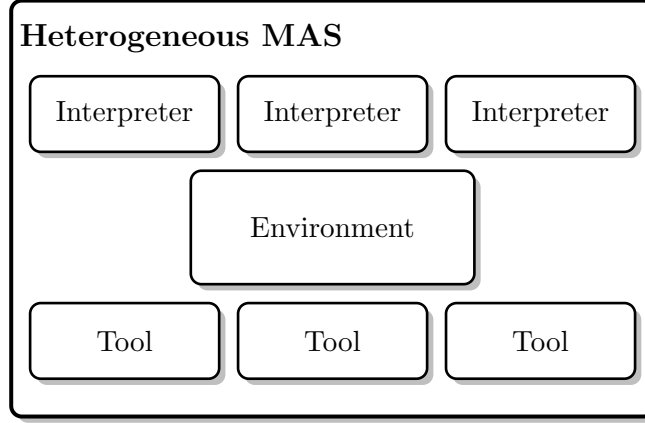 Heterogeneous MAS
Interpreter Interpreter Interpreter
Environment
Tool Tool Tool